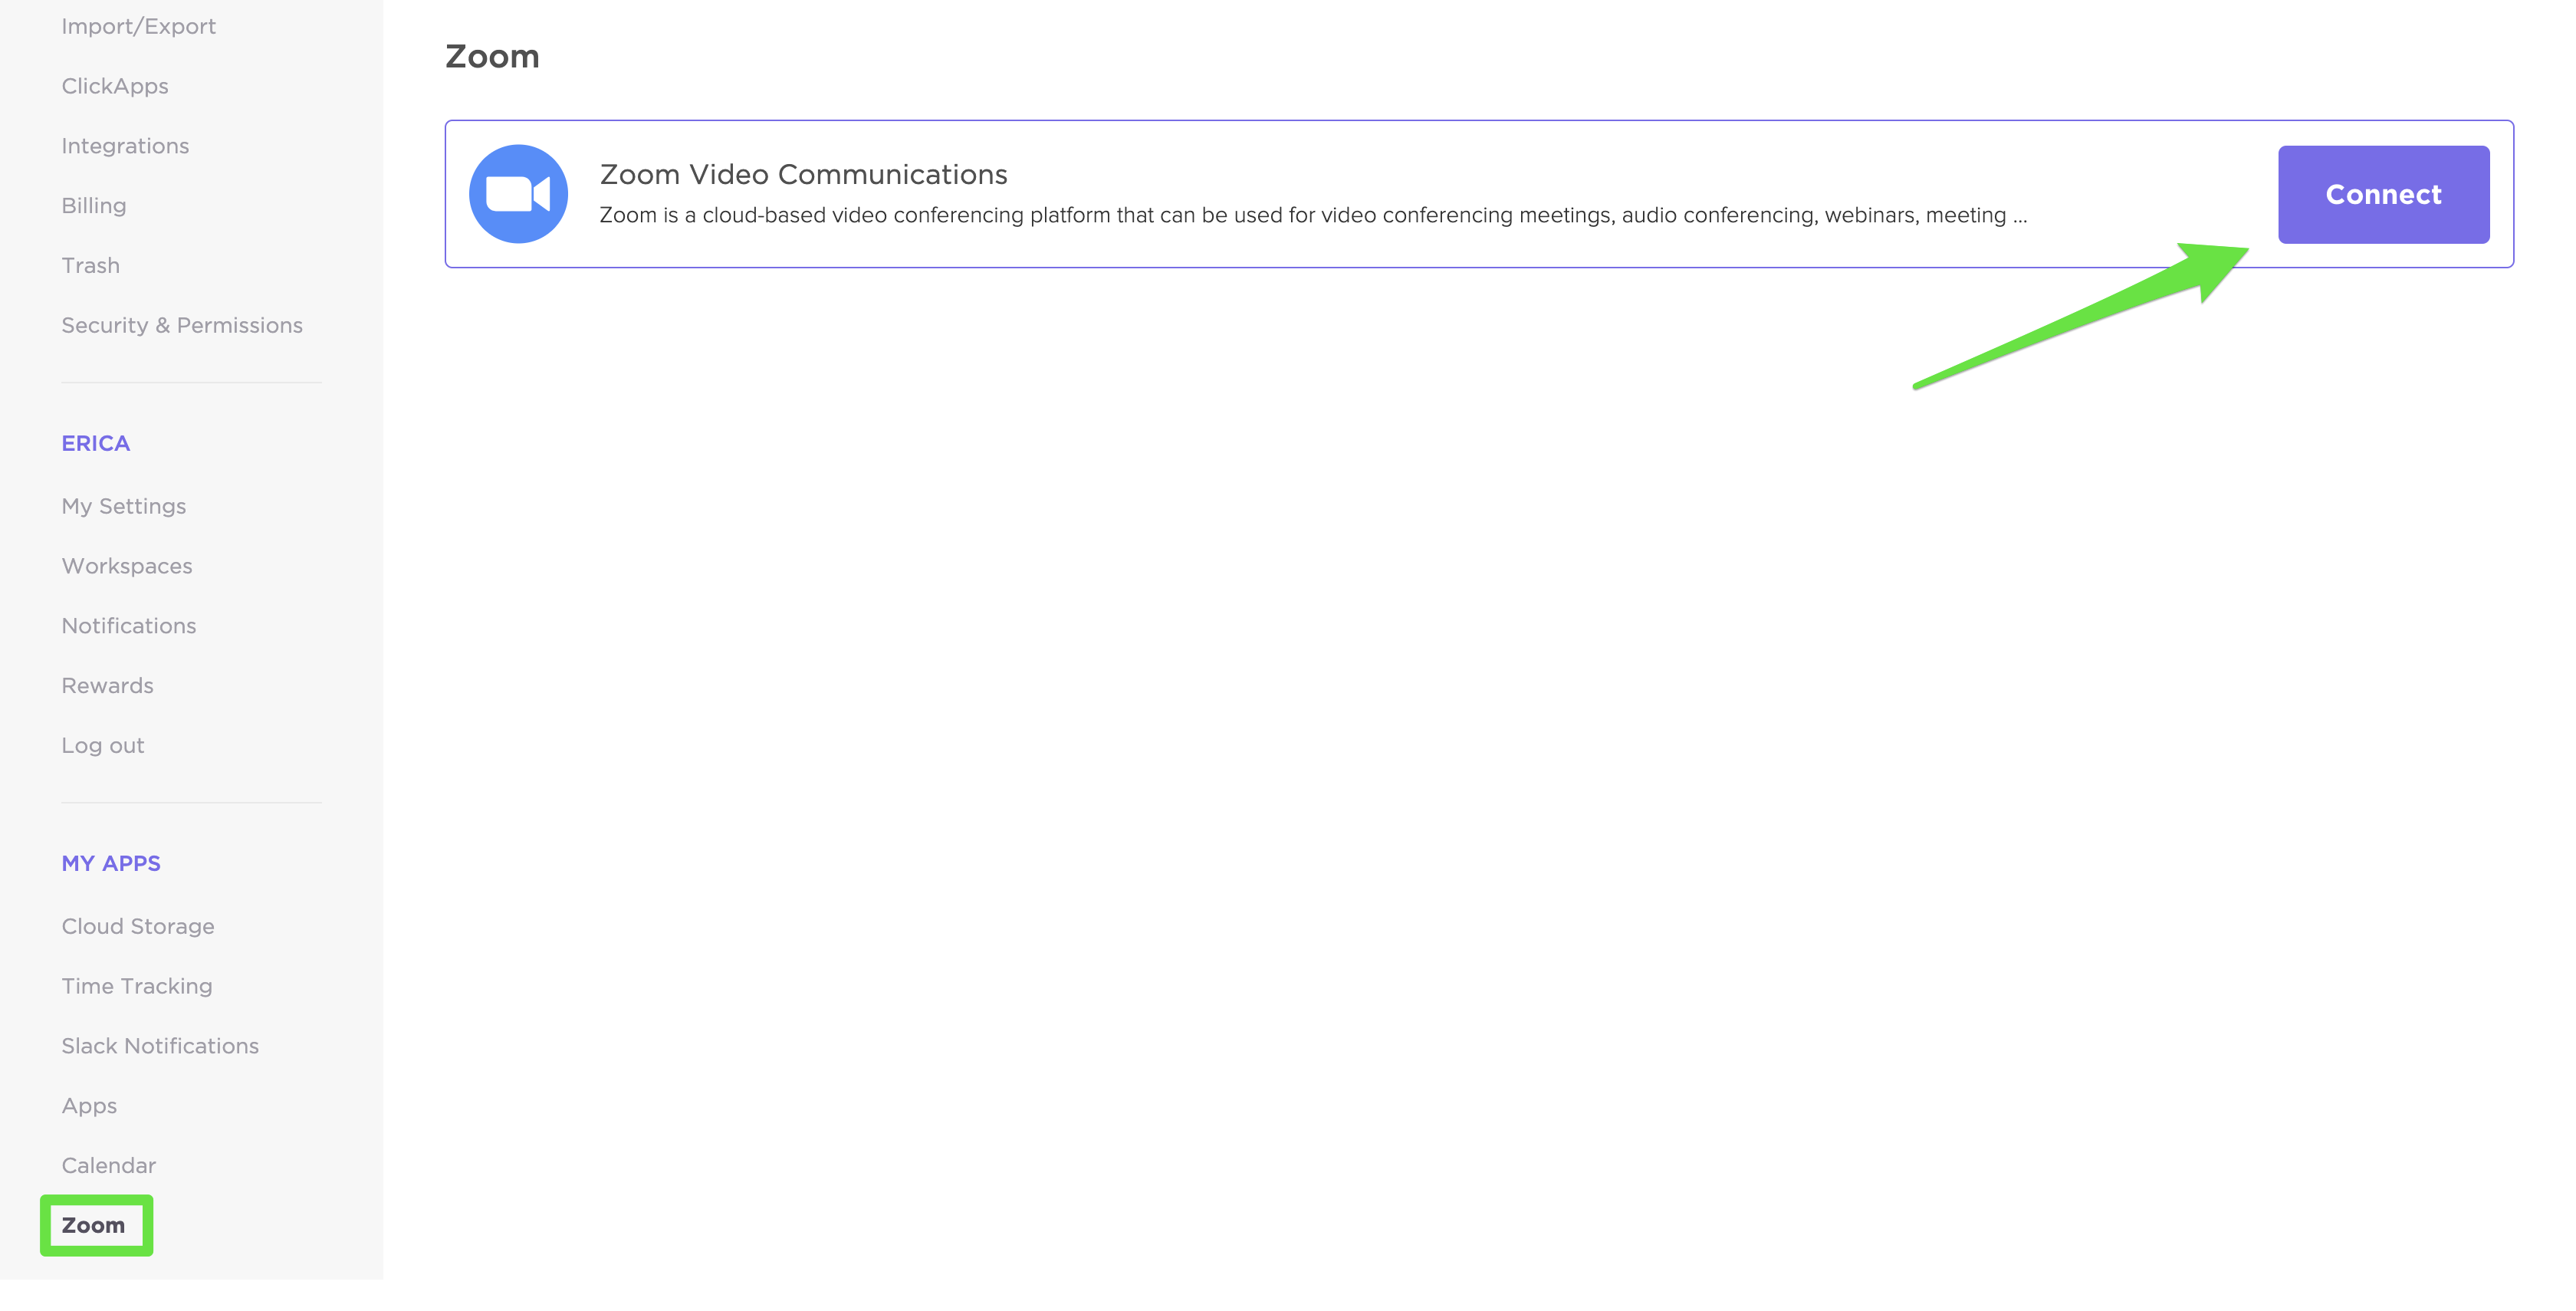 Import/Export
ClickApps
Integrations
Billing
Trash
Security & Permissions
ERICA
My Settings
Workspaces
Notifications
Rewards
Log out
MY APPS
Cloud Storage
Time Tracking
Slack Notifications
Apps
Calendar
Zoom
Zoom
Zoom Video Communications
Zoom is a cloud-based video conferencing platform that can be used for video conferencing meetings, audio conferencing, webinars, meeting ...
Connect